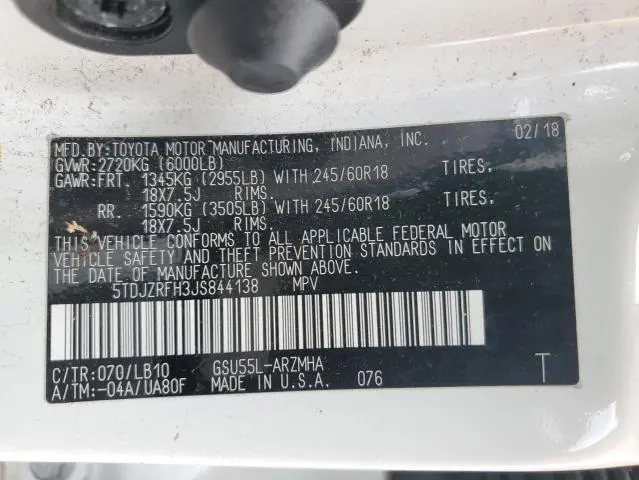 MFD.BY:TOYOTA MOTOR MANUFACTURING, INDIANA, INC. 02/18
GVWR:2720KG (6000LB)
GAWR:FRT. 1345KG (2955LB) WITH 245/60R18 TIRES,
18X7.5J RIMS.
RR. 1590KG (3505LB) WITH 245/60R18 TIRES,
18X7.5J RIMS.
THIS VEHICLE CONFORMS TO ALL APPLICABLE FEDERAL MOTOR
VEHICLE SAFETY AND THEFT PREVENTION STANDARDS IN EFFECT ON
THE DATE OF MANUFACTURE SHOWN ABOVE.
5TDJZRFH3JS844138 MPV
C/TR:070/LB10 GSU55L-ARZMHA
A/TM:-04A/UA80F MADE IN U.S.A. 076 T